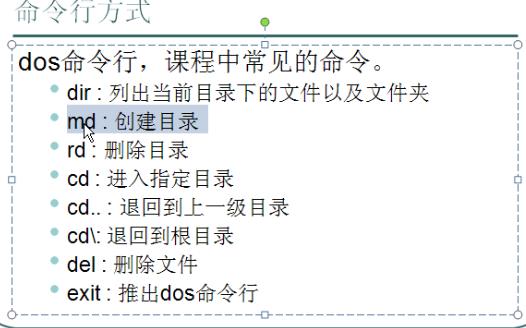 命令行方式
dos命令行，课程中常见的命令。
dir : 列出当前目录下的文件以及文件夹
md : 创建目录
rd : 删除目录
cd : 进入指定目录
cd.. : 退回到上一级目录
cd\: 退回到根目录
del : 删除文件
exit : 推出dos命令行